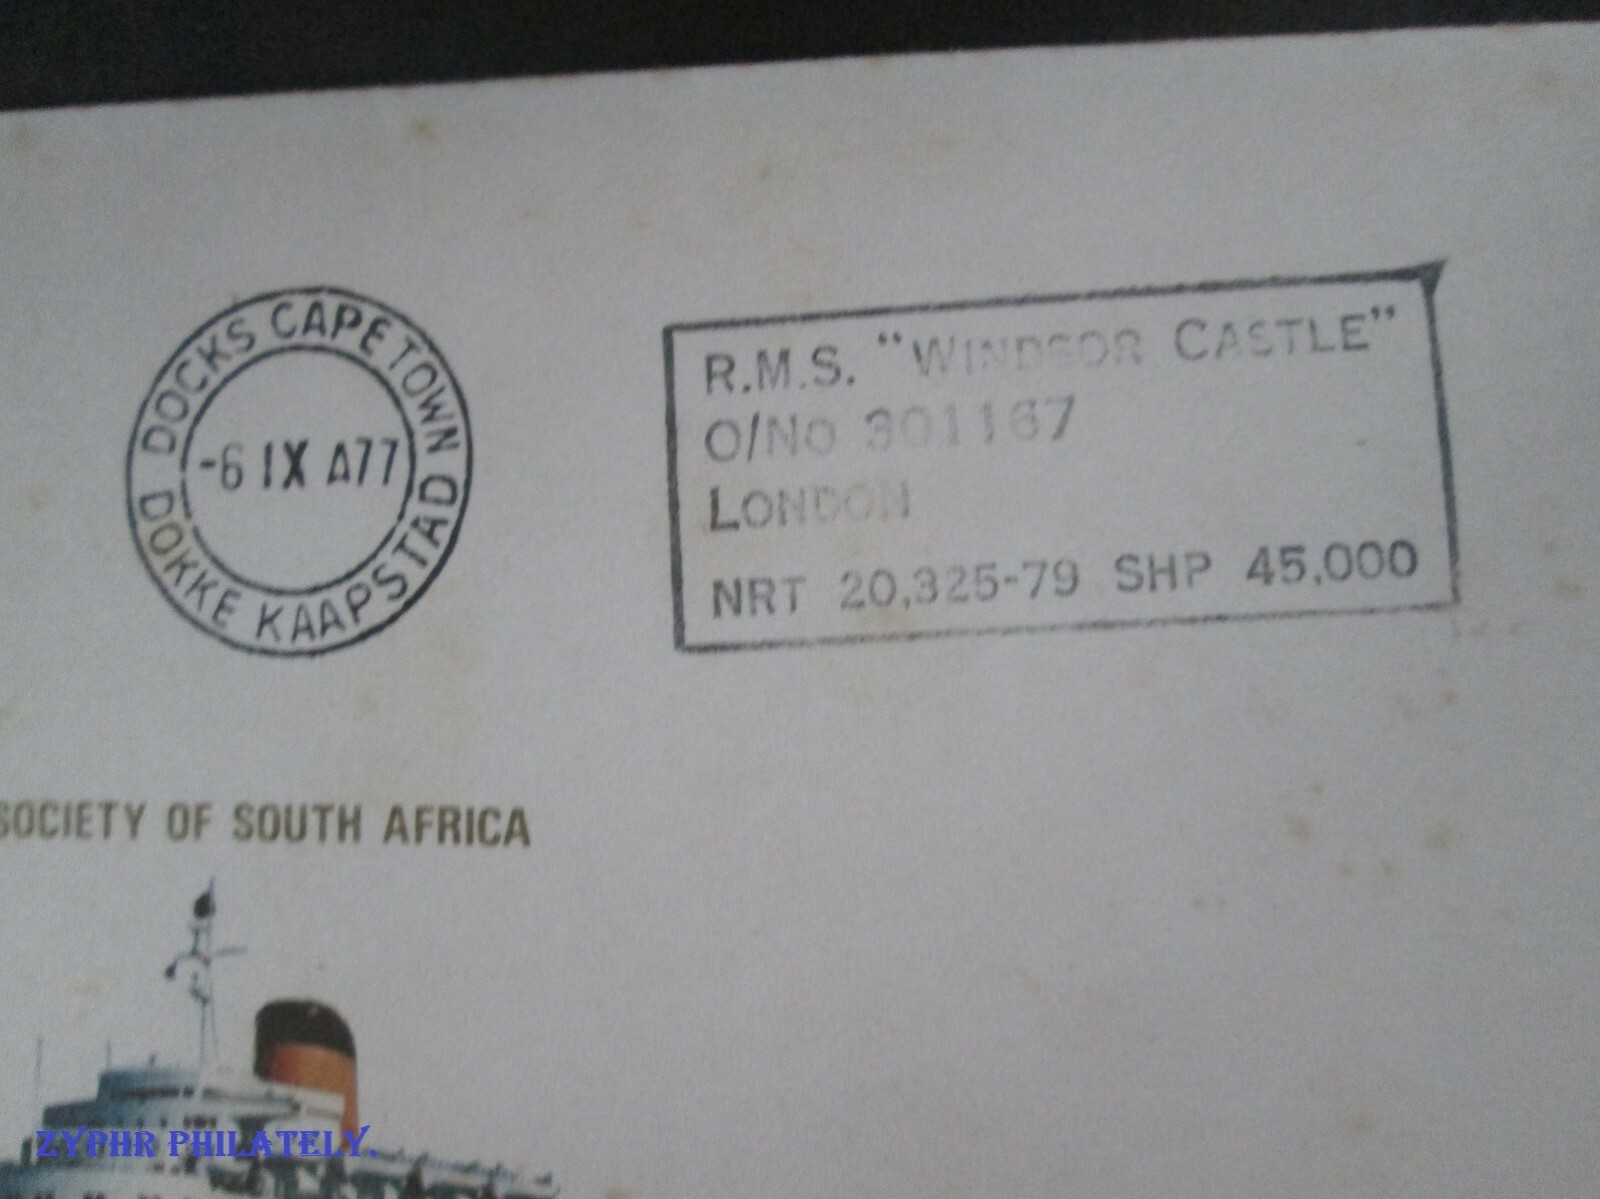 DOCKS CAPE TOWN
-6 IX A77
DOKKE KAAPSTAD
R.M.S. "WINDSOR CASTLE"
O/NO 301167
LONDON
NRT 20,325-79 SHP 45,000
SOCIETY OF SOUTH AFRICA
ZYPHR PHILATELY.